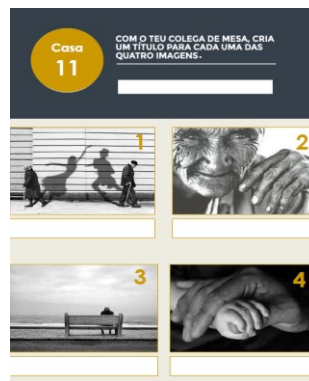 Casa
11
COM O TEU COLEGA DE MESA, CRIA
UM TÍTULO PARA CADA UMA DAS
QUATRO IMAGENS.
1
2
3
4